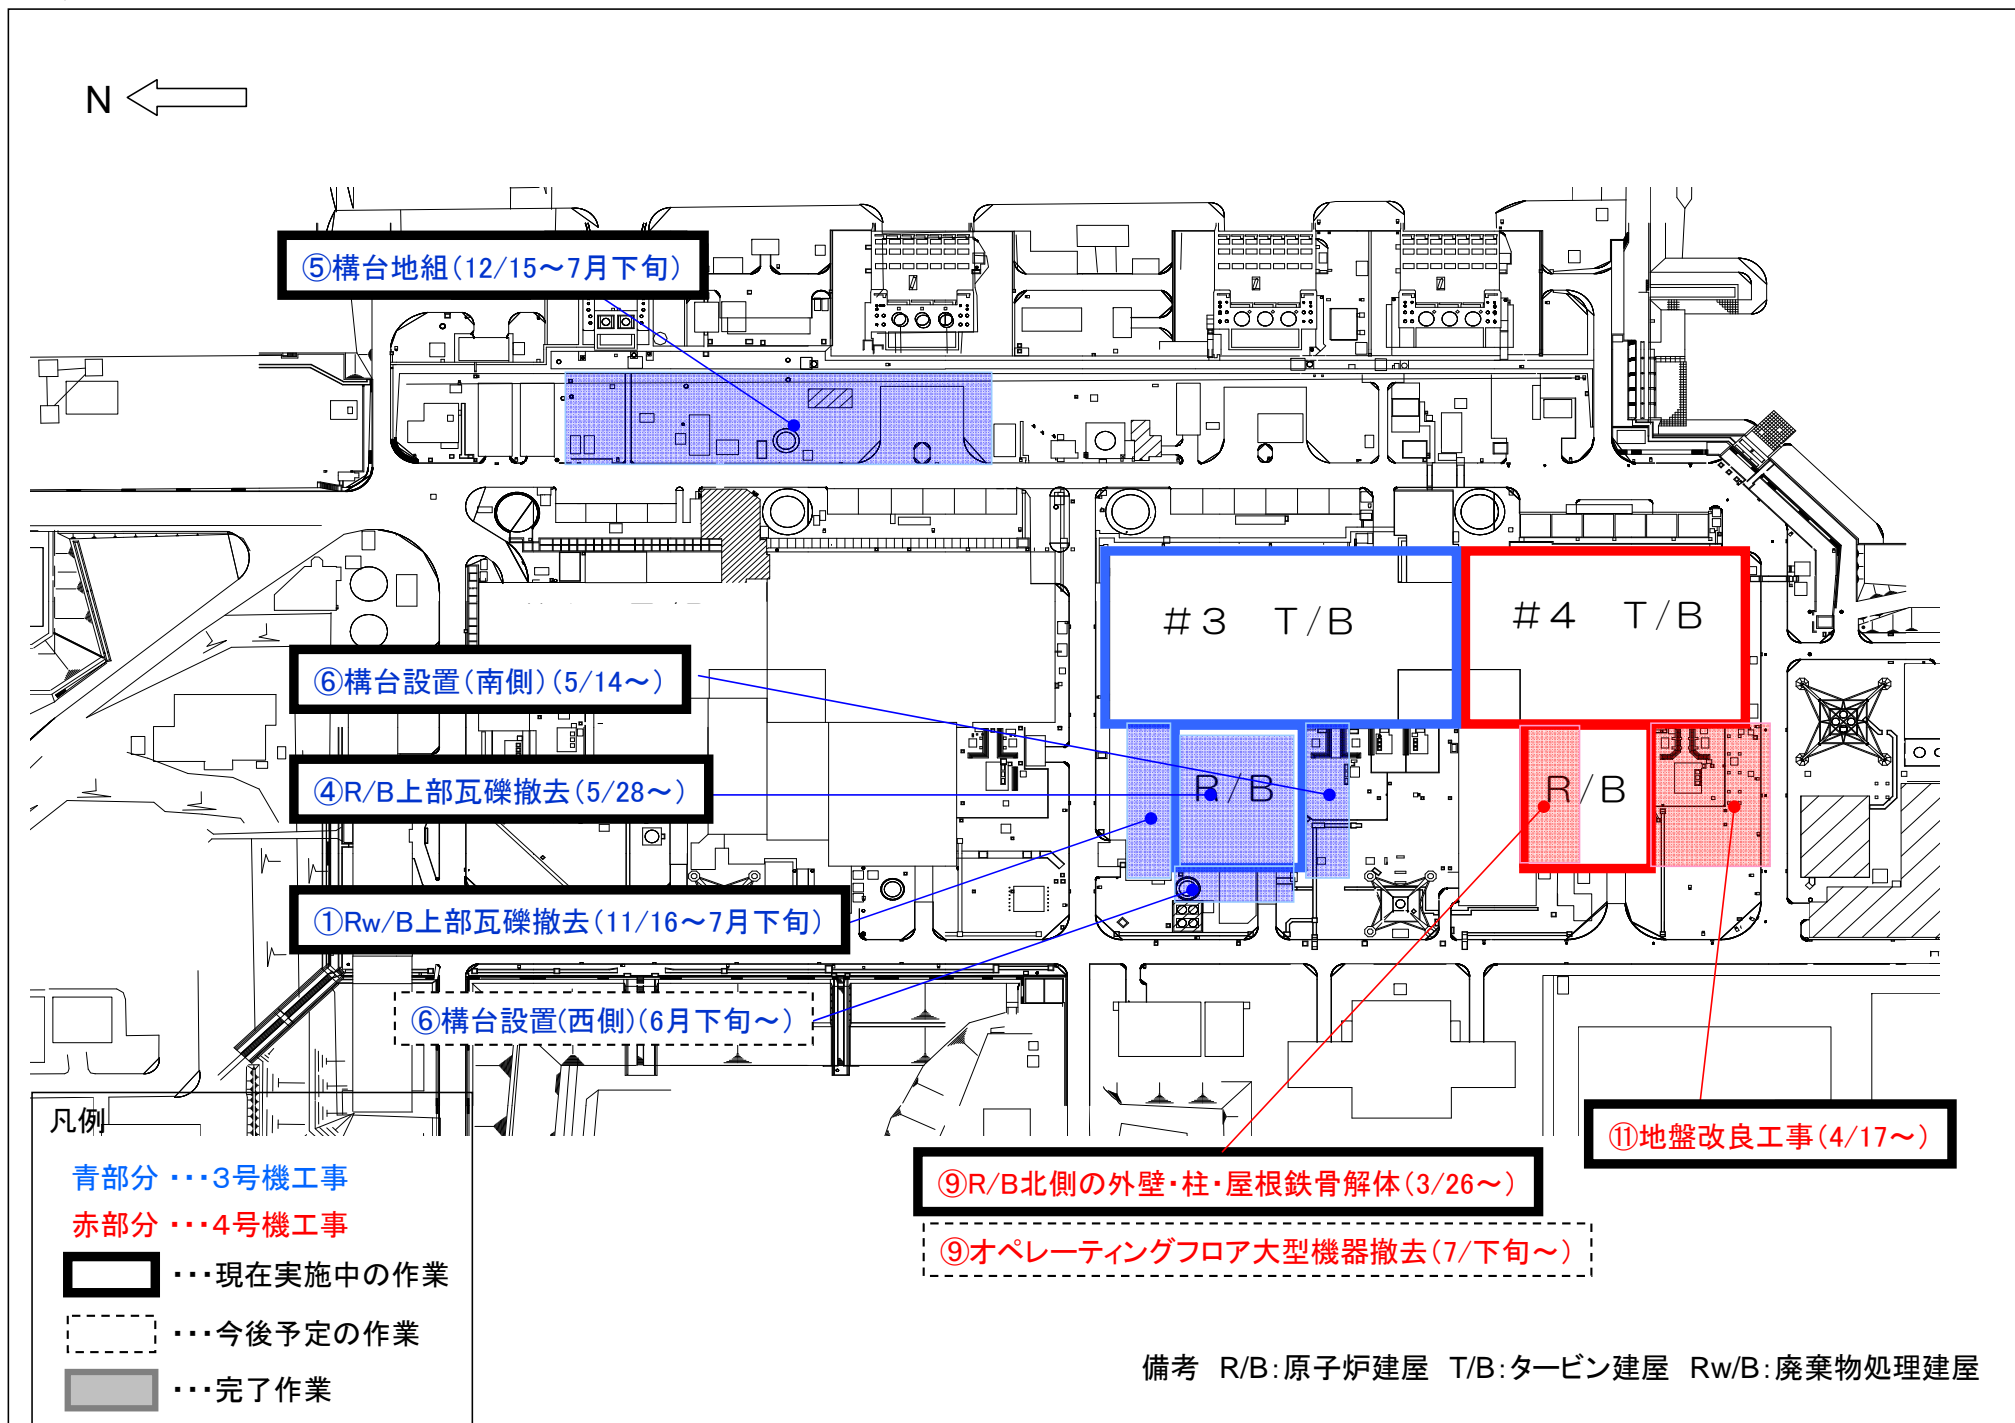 N
⑤構台地組(12/15～7月下旬)
#3 T/B
#4 T/B
⑥構台設置(南側)(5/14～)
④R/B上部瓦礫撤去(5/28～)
R/B
R/B
①Rw/B上部瓦礫撤去(11/16～7月下旬)
⑥構台設置(西側)(6月下旬～)
⑪地盤改良工事(4/17～)
⑨R/B北側の外壁・柱・屋根鉄骨解体(3/26～)
⑨オペレーティングフロア大型機器撤去(7/下旬～)
凡例
青部分 ・・・3号機工事
赤部分 ・・・4号機工事
・・・現在実施中の作業
・・・今後予定の作業
・・・完了作業
備考 R/B:原子炉建屋 T/B:タービン建屋 Rw/B:廃棄物処理建屋